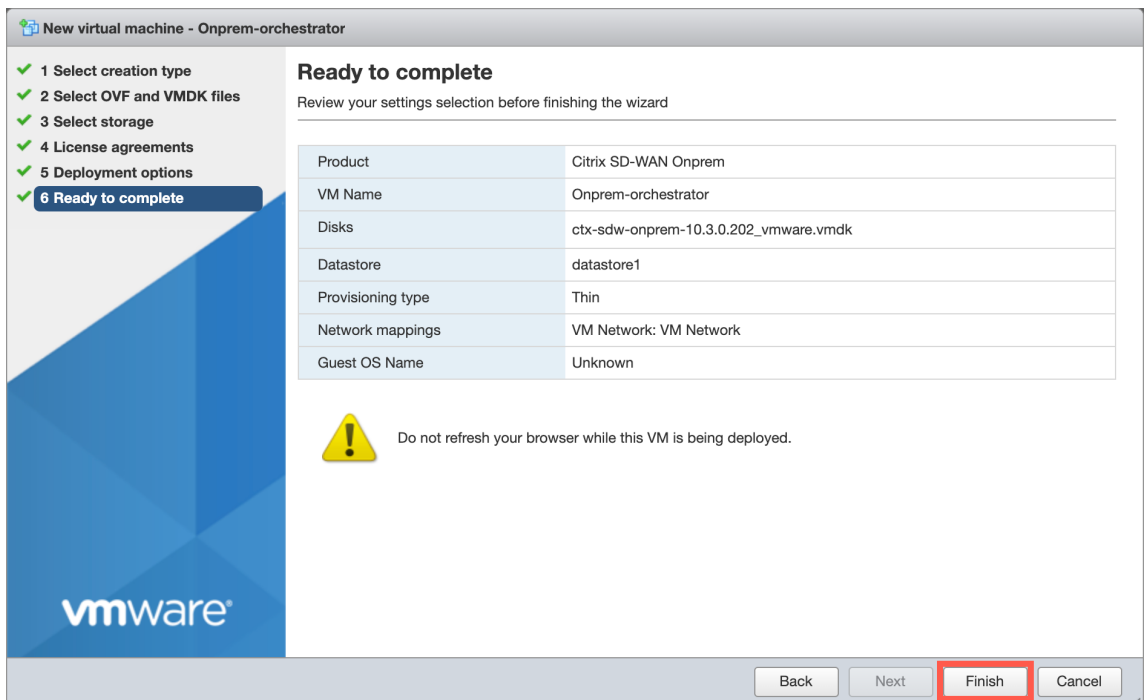 New virtual machine - Onprem-orchestrator
1 Select creation type
2 Select OVF and VMDK files
3 Select storage
4 License agreements
5 Deployment options
6 Ready to complete
Ready to complete
Review your settings selection before finishing the wizard
Product Citrix SD-WAN Onprem
VM Name Onprem-orchestrator
Disks ctx-sdw-onprem-10.3.0.202_vmware.vmdk
Datastore datastore1
Provisioning type Thin
Network mappings VM Network: VM Network
Guest OS Name Unknown
Do not refresh your browser while this VM is being deployed.
vmware®
Back Next Finish Cancel